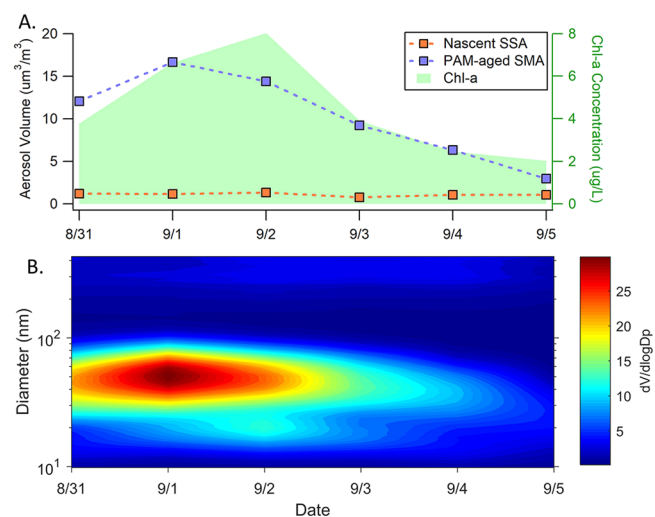 A.
Aerosol Volume (um³/m³)
20
15
10
5
0
Nascent SSA
PAM-aged SMA
Chl-a
8
6
4
2
0
Chl-a Concentration (ug/L)
8/31 9/1 9/2 9/3 9/4 9/5
B.
Diameter (nm)
10²
10¹
8/31 9/1 9/2 9/3 9/4 9/5
Date
25
20
15
10
5
dV/dlogDp